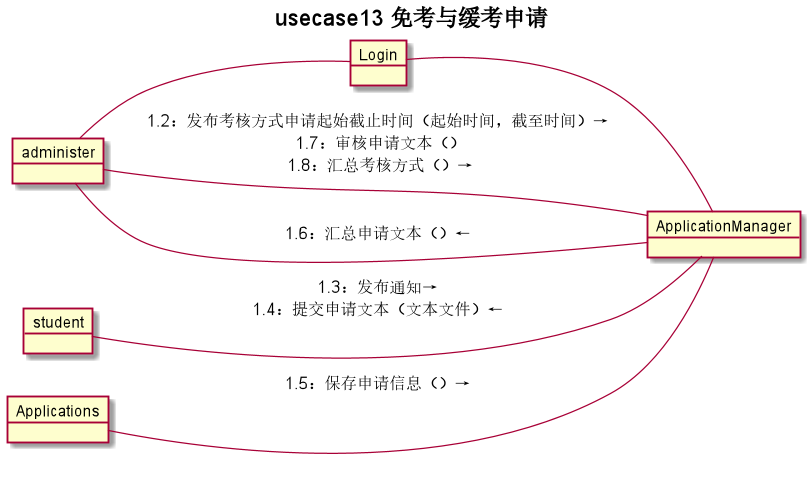 usecase13 免考与缓考申请
Login
1.2：发布考核方式申请起始截止时间（起始时间，截至时间）→
1.7：审核申请文本（）
1.8：汇总考核方式（）→
administer
ApplicationManager
1.6：汇总申请文本（）←
1.3：发布通知→
1.4：提交申请文本（文本文件）←
student
1.5：保存申请信息（）→
Applications